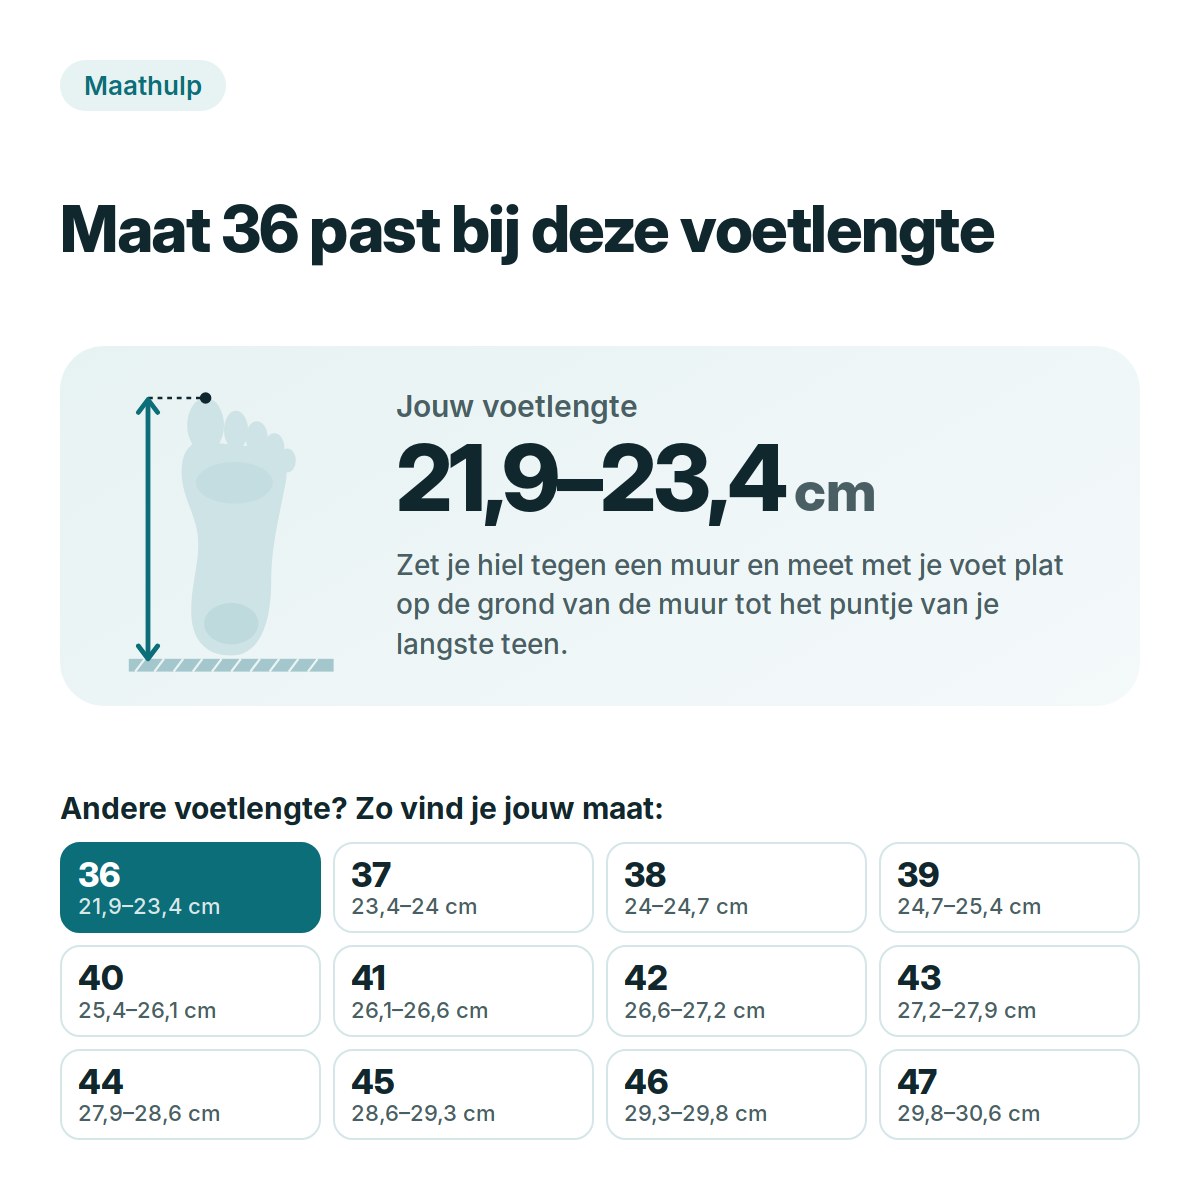 Maathulp
Maat 36 past bij deze voetlengte
Jouw voetlengte
21,9–23,4 cm
Zet je hiel tegen een muur en meet met je voet plat
op de grond van de muur tot het puntje van je
langste teen.
Andere voetlengte? Zo vind je jouw maat:
36
21,9–23,4 cm
37
23,4–24 cm
38
24–24,7 cm
39
24,7–25,4 cm
40
25,4–26,1 cm
41
26,1–26,6 cm
42
26,6–27,2 cm
43
27,2–27,9 cm
44
27,9–28,6 cm
45
28,6–29,3 cm
46
29,3–29,8 cm
47
29,8–30,6 cm